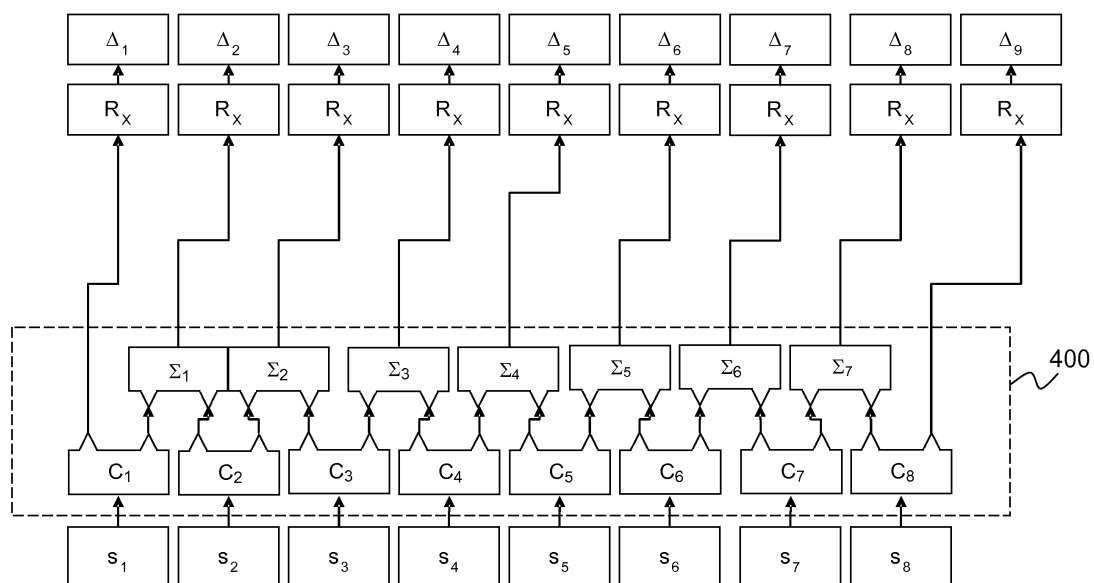 Δ1 Δ2 Δ3 Δ4 Δ5 Δ6 Δ7 Δ8 Δ9
RX RX RX RX RX RX RX RX RX
400
Σ1 Σ2 Σ3 Σ4 Σ5 Σ6 Σ7
C1 C2 C3 C4 C5 C6 C7 C8
s1 s2 s3 s4 s5 s6 s7 s8